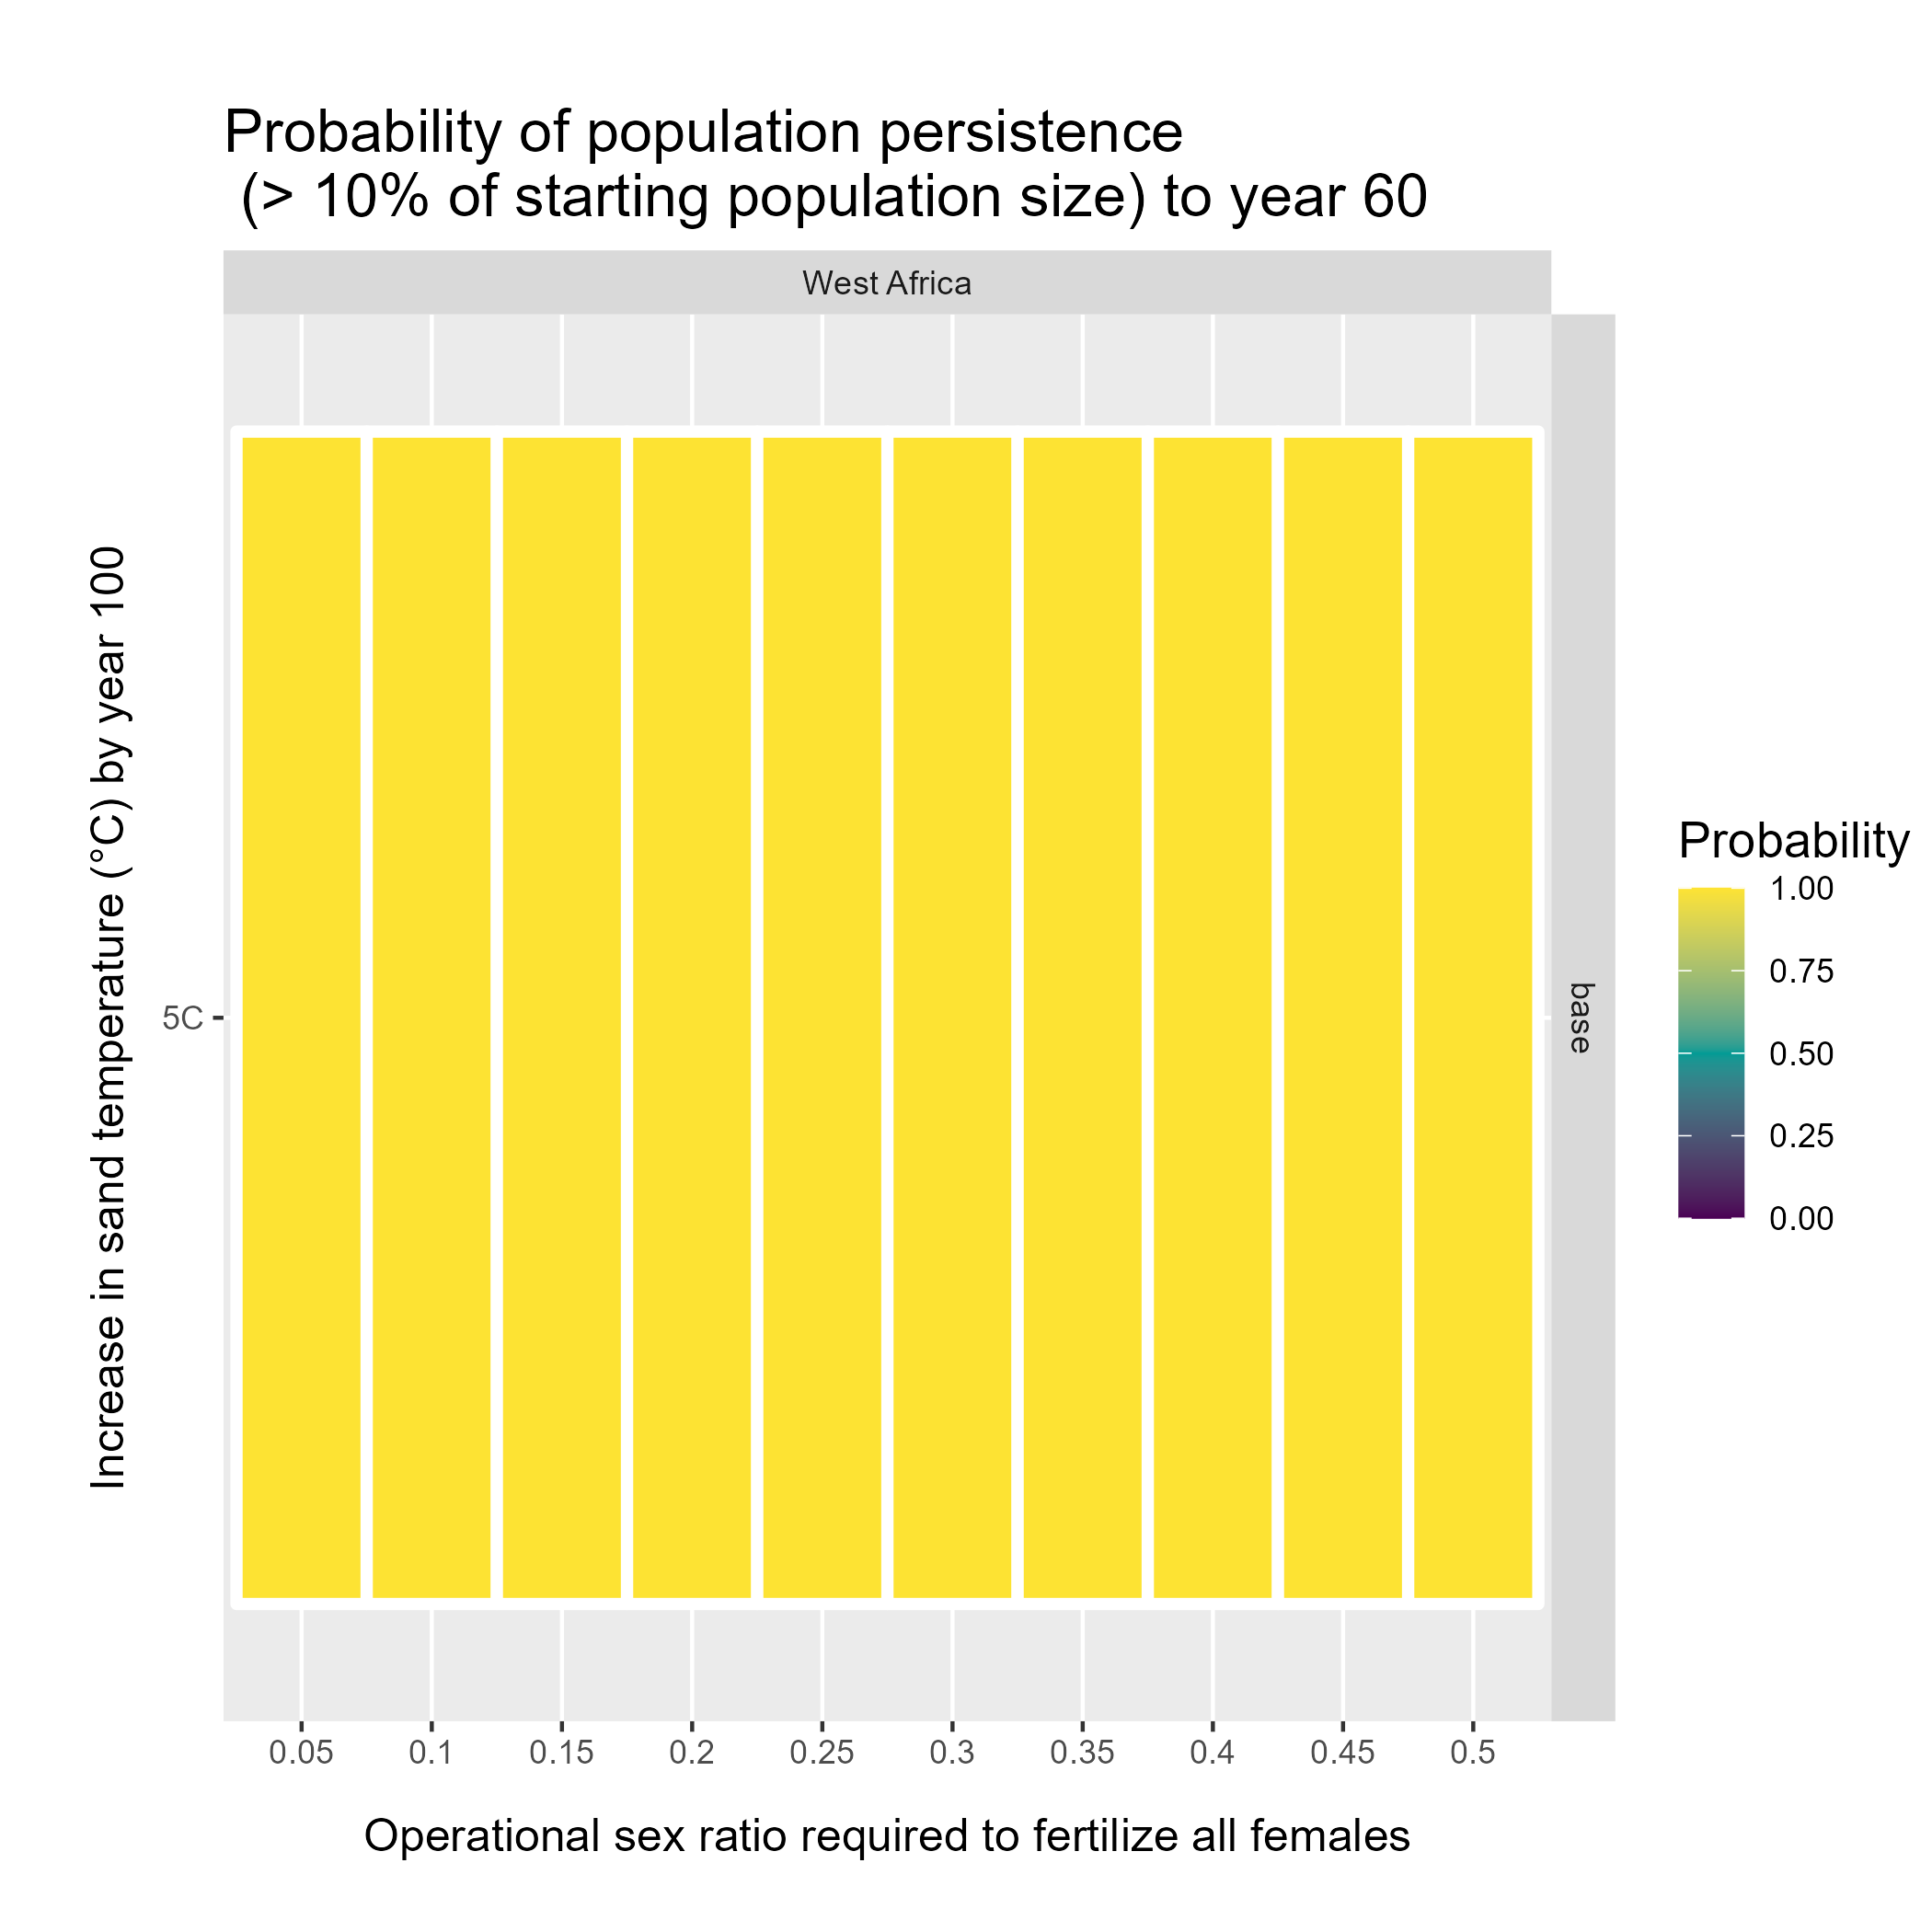 Probability of population persistence
(> 10% of starting population size) to year 60
West Africa
Increase in sand temperature (°C) by year 100
5C
base
Probability
1.00
0.75
0.50
0.25
0.00
0.05 0.1 0.15 0.2 0.25 0.3 0.35 0.4 0.45 0.5
Operational sex ratio required to fertilize all females